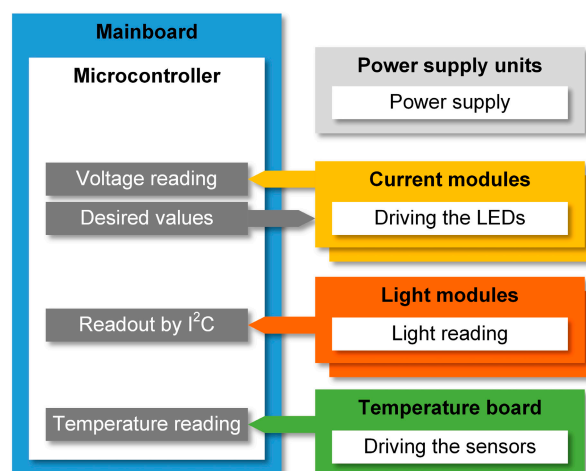 Mainboard
Microcontroller
Voltage reading
Desired values
Readout by I²C
Temperature reading
Power supply units
Power supply
Current modules
Driving the LEDs
Light modules
Light reading
Temperature board
Driving the sensors